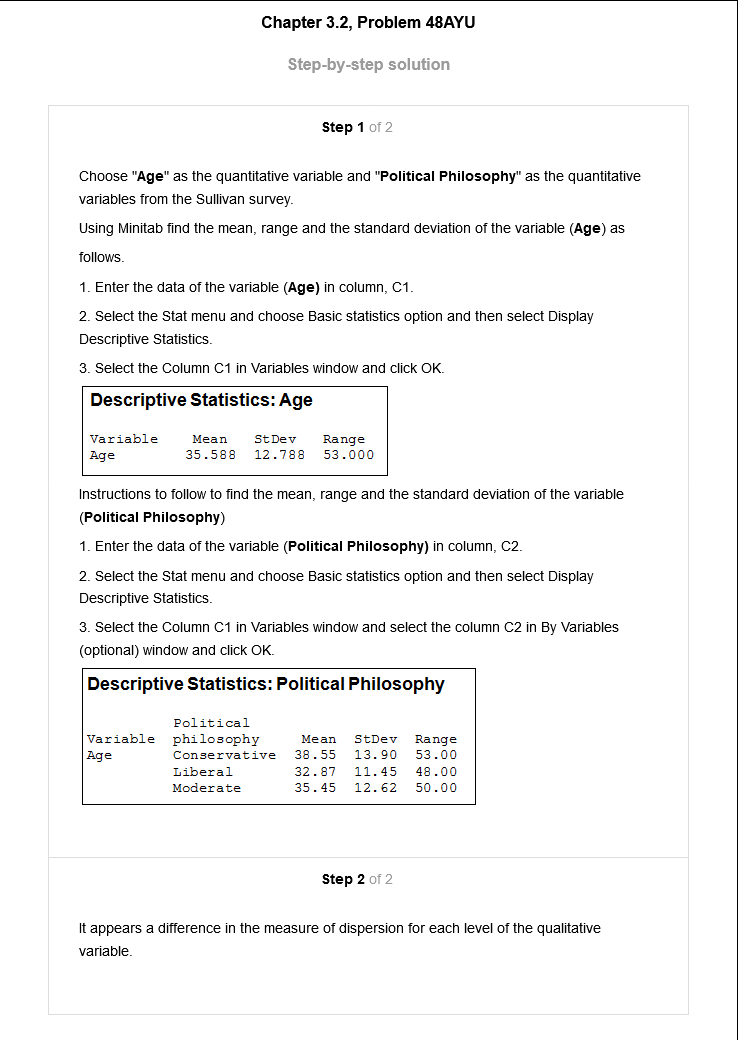 Chapter 3.2, Problem 48AYU
Step-by-step solution
Step 1 of 2
Choose "Age" as the quantitative variable and "Political Philosophy" as the quantitative
variables from the Sullivan survey.
Using Minitab find the mean, range and the standard deviation of the variable (Age) as
follows.
1. Enter the data of the variable (Age) in column, C1.
2. Select the Stat menu and choose Basic statistics option and then select Display
Descriptive Statistics.
3. Select the Column C1 in Variables window and click OK.
Descriptive Statistics: Age
Variable Mean StDev Range
Age 35.588 12.788 53.000
Instructions to follow to find the mean, range and the standard deviation of the variable
(Political Philosophy)
1. Enter the data of the variable (Political Philosophy) in column, C2.
2. Select the Stat menu and choose Basic statistics option and then select Display
Descriptive Statistics.
3. Select the Column C1 in Variables window and select the column C2 in By Variables
(optional) window and click OK.
Descriptive Statistics: Political Philosophy
Political
Variable philosophy Mean StDev Range
Age Conservative 38.55 13.90 53.00
Liberal 32.87 11.45 48.00
Moderate 35.45 12.62 50.00
Step 2 of 2
It appears a difference in the measure of dispersion for each level of the qualitative
variable.